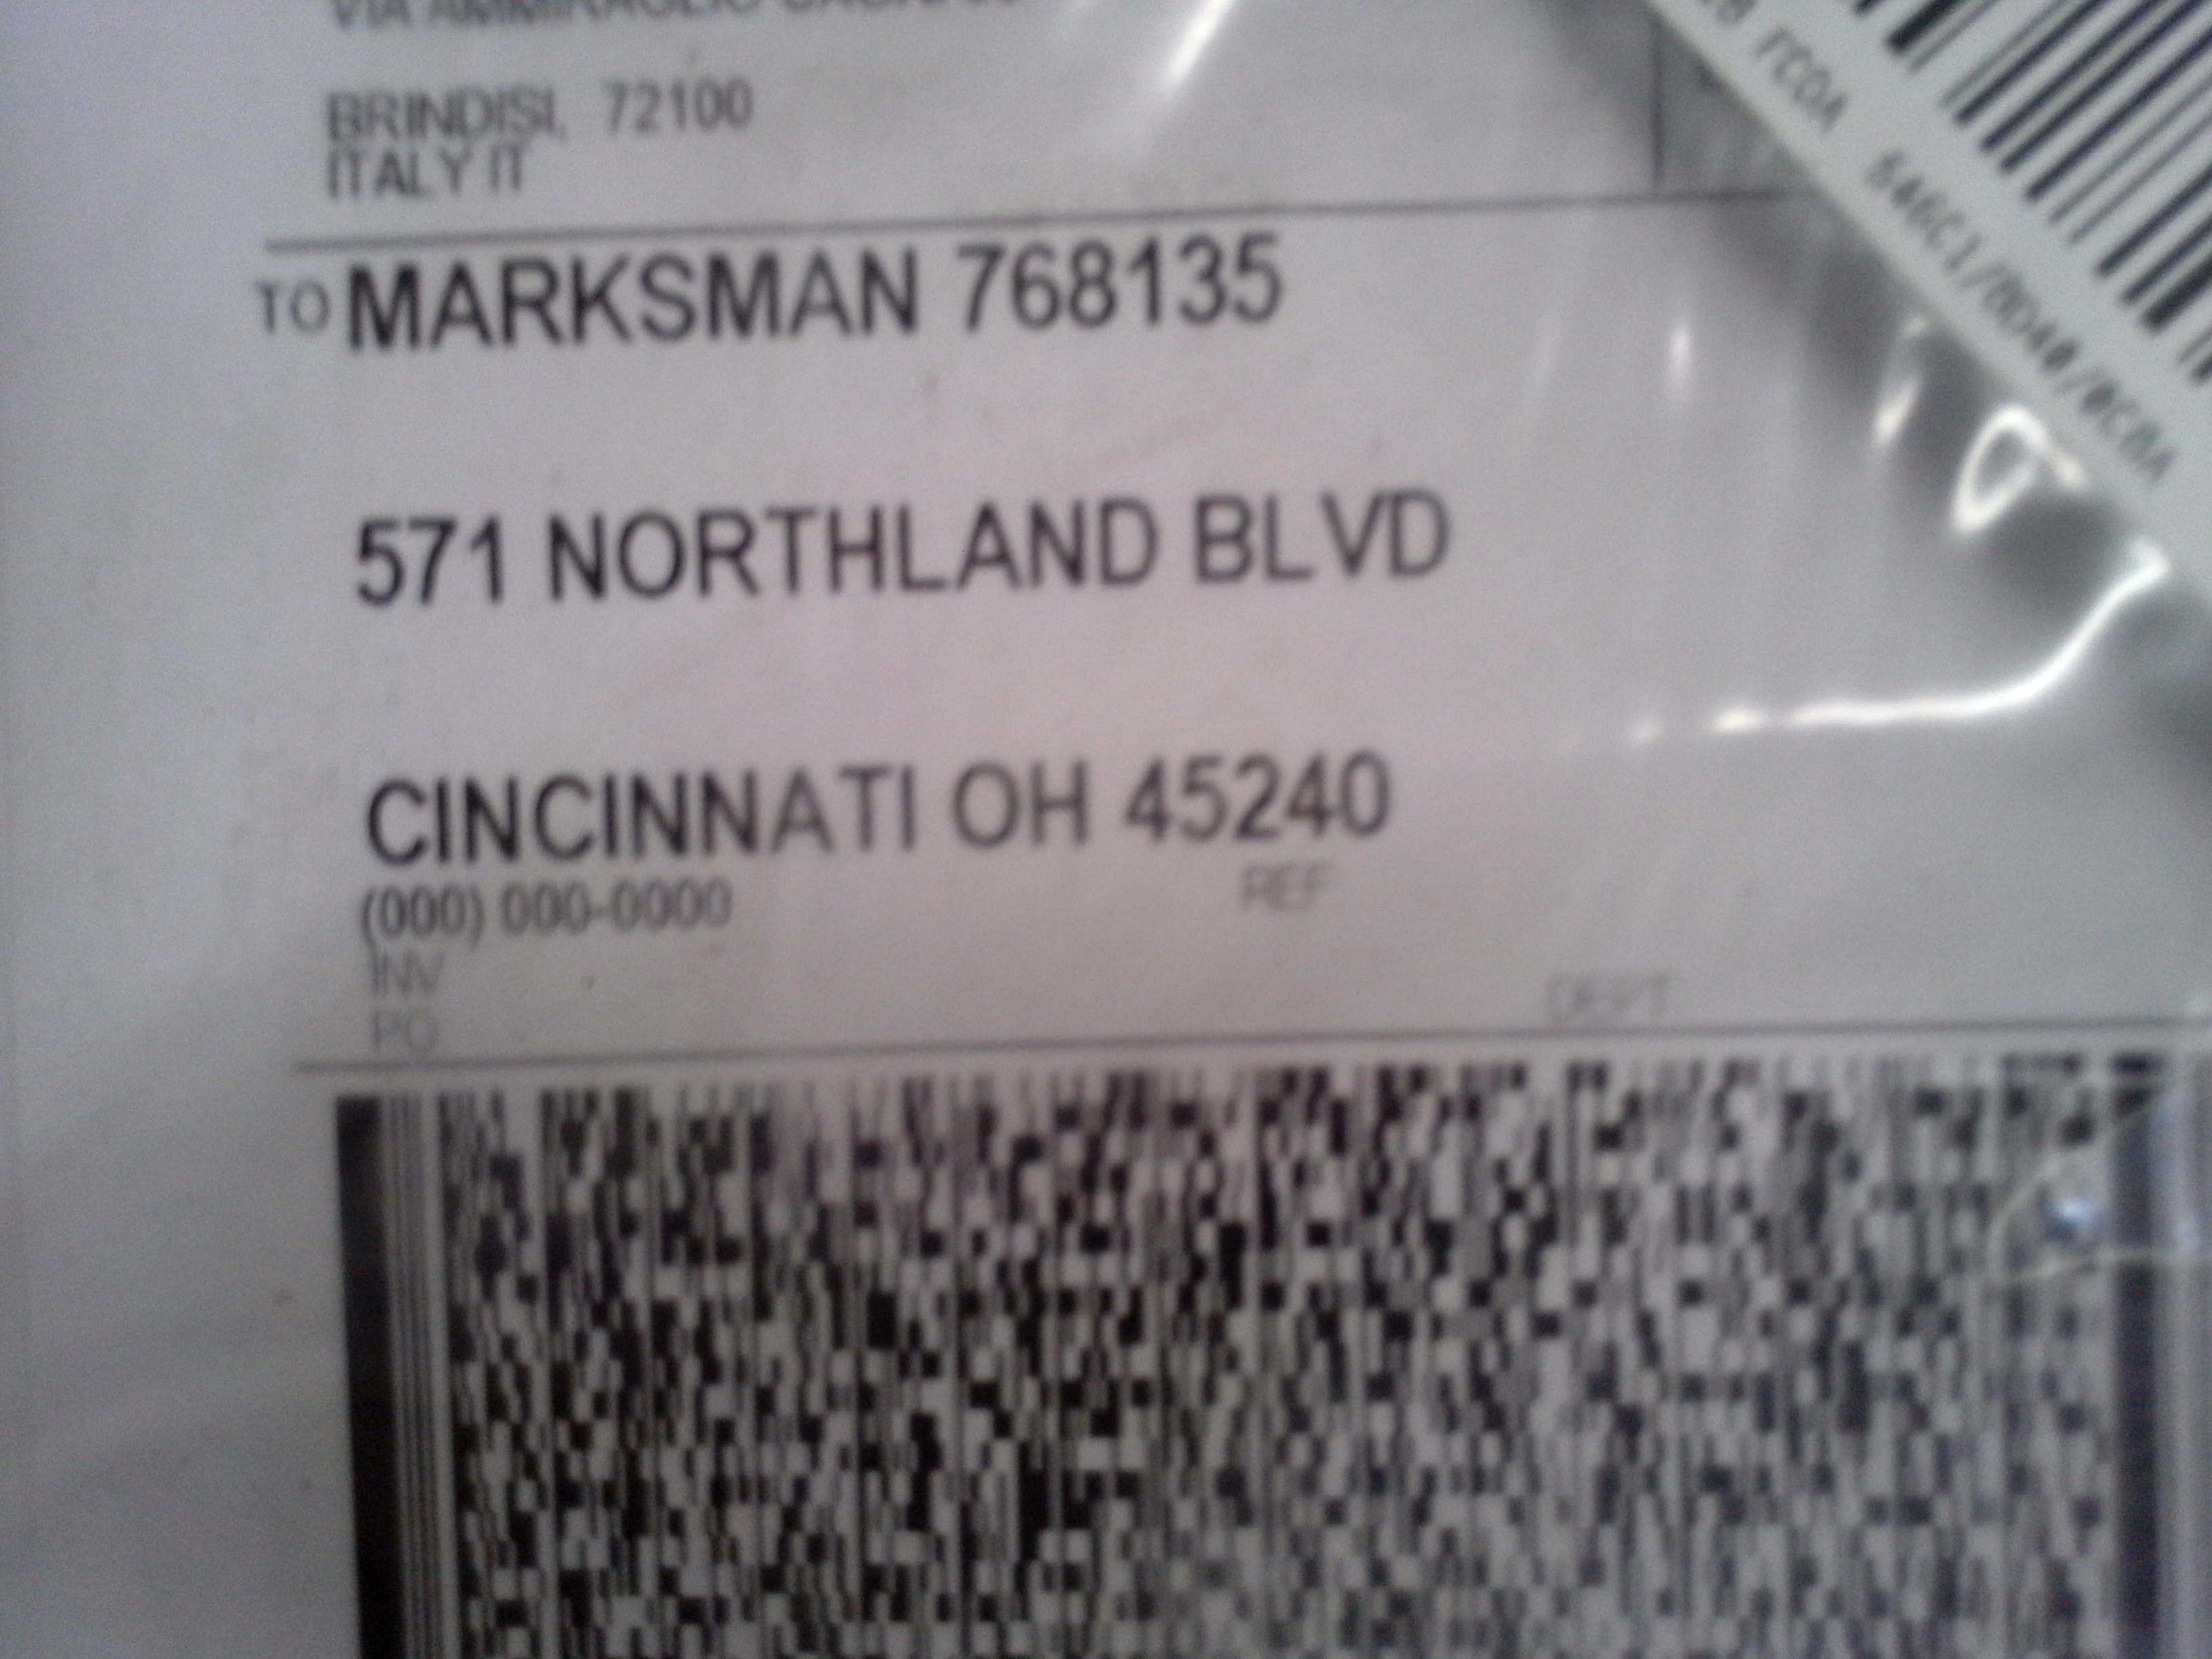 BRINDISI, 72100
ITALY IT
TO MARKSMAN 768135
571 NORTHLAND BLVD
CINCINNATI OH 45240
(000) 000-0000
REF
INV
PO
DEPT